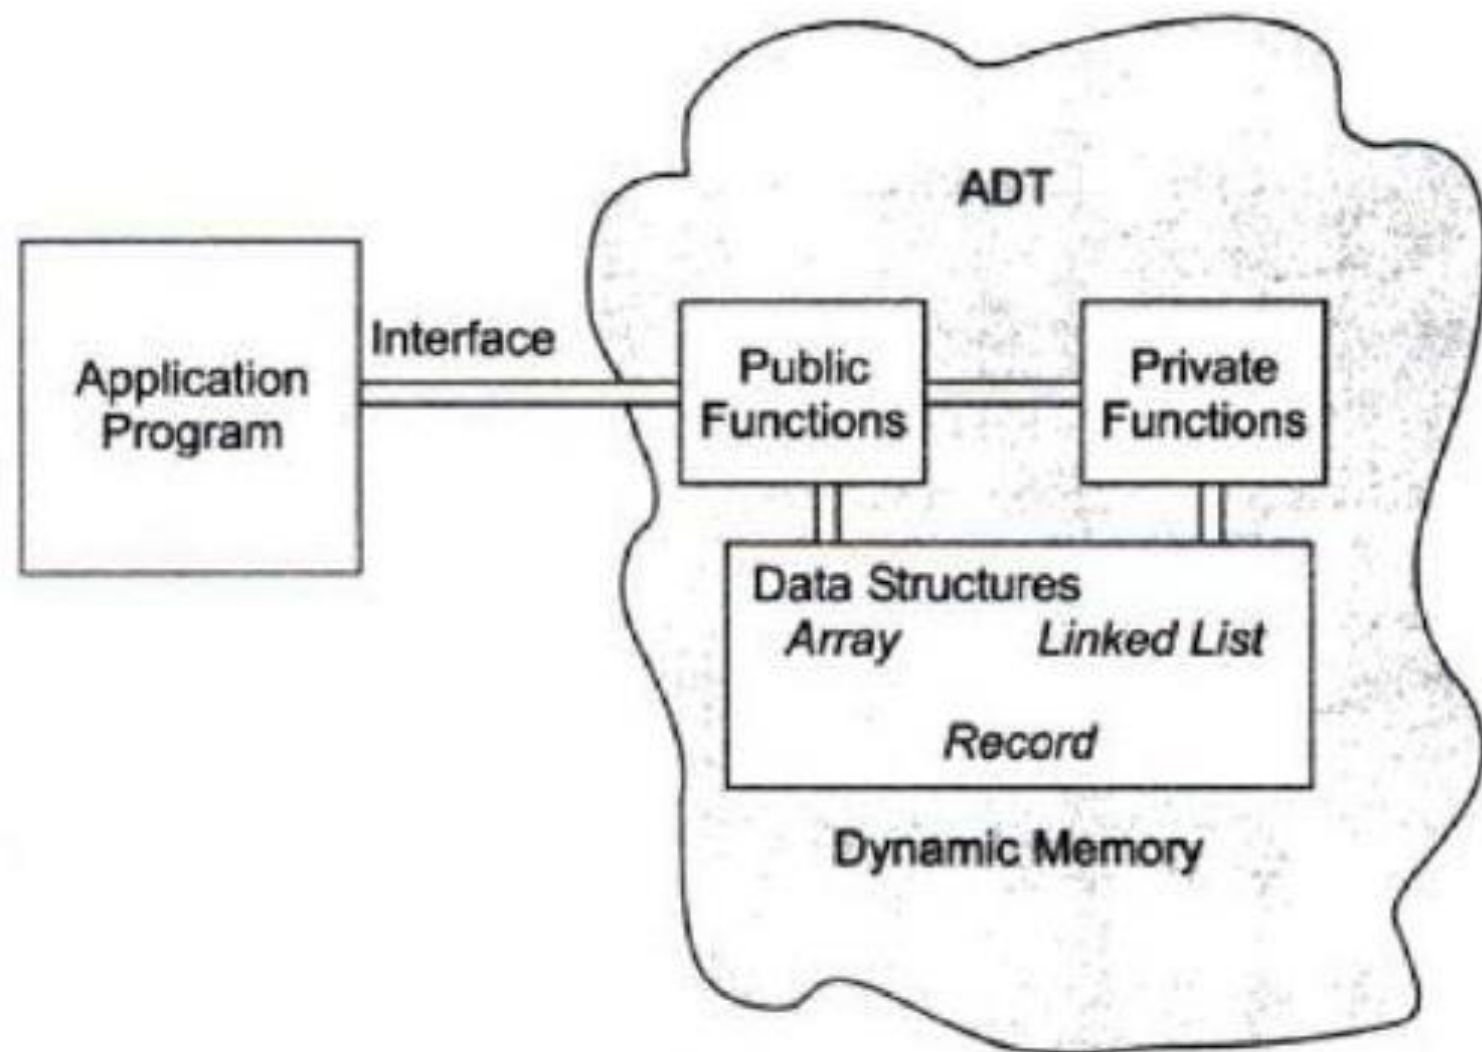 ADT
Application
Program
Interface
Public
Functions
Private
Functions
Data Structures
Array
Linked List
Record
Dynamic Memory